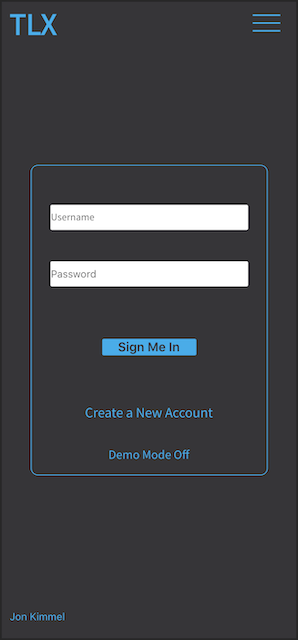 TLX
Username
Password
Sign Me In
Create a New Account
Demo Mode Off
Jon Kimmel